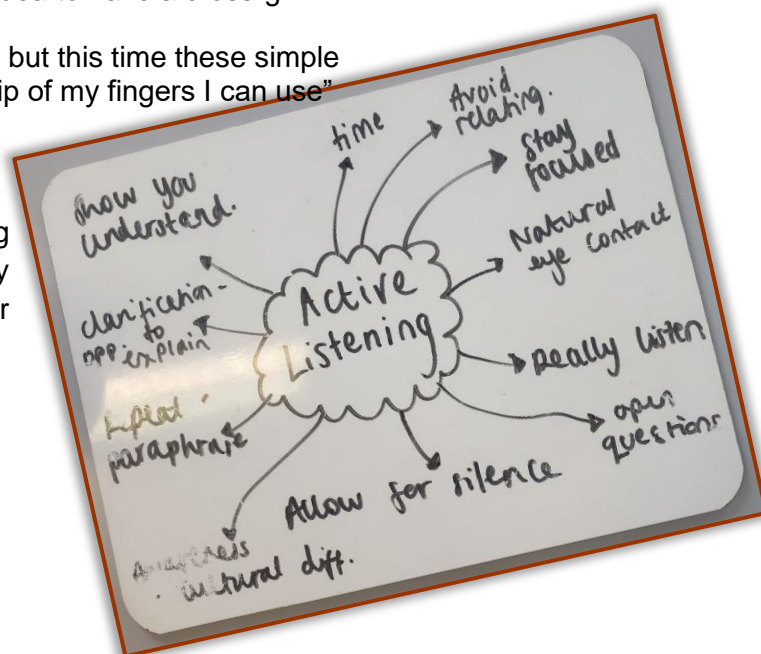 but this time these simple
ip of my fingers I can use”
g
y
r
time
Avoid
relating.
Stay
focused
Natural
eye contact
Really listen
open
questions
Allow for silence
cultural diff.
paraphrase
clarification -
opp. to
explain
Show you
understand.
Active
Listening